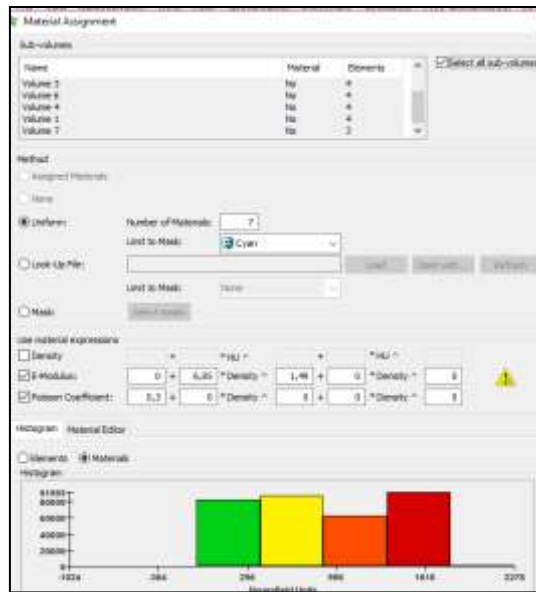 Material Assignment
Sub-volumes
Name Material Elements
Select all sub-volumes
Volume 3 No 4
Volume 6 No 4
Volume 4 No 4
Volume 1 No 4
Volume 7 No 3
Method
Assigned Materials
None
Uniform: Number of Materials: 7
Limit to Mask: Cyan
Look-Up File: Load
Limit to Mask: None
Mask:
Use material expressions
Density + *HU ^ + *HU ^
E-Modulus: 0 + 6,85 *Density ^ 1,49 + 0 *Density ^ 0
Poisson Coefficient: 0,3 + 0 *Density ^ 0 + 0 *Density ^ 0
Histogram Material Editor
Elements Materials
Histogram
80000
60000
40000
20000
0
-1024 298 1618 2278
Hounsfield Units